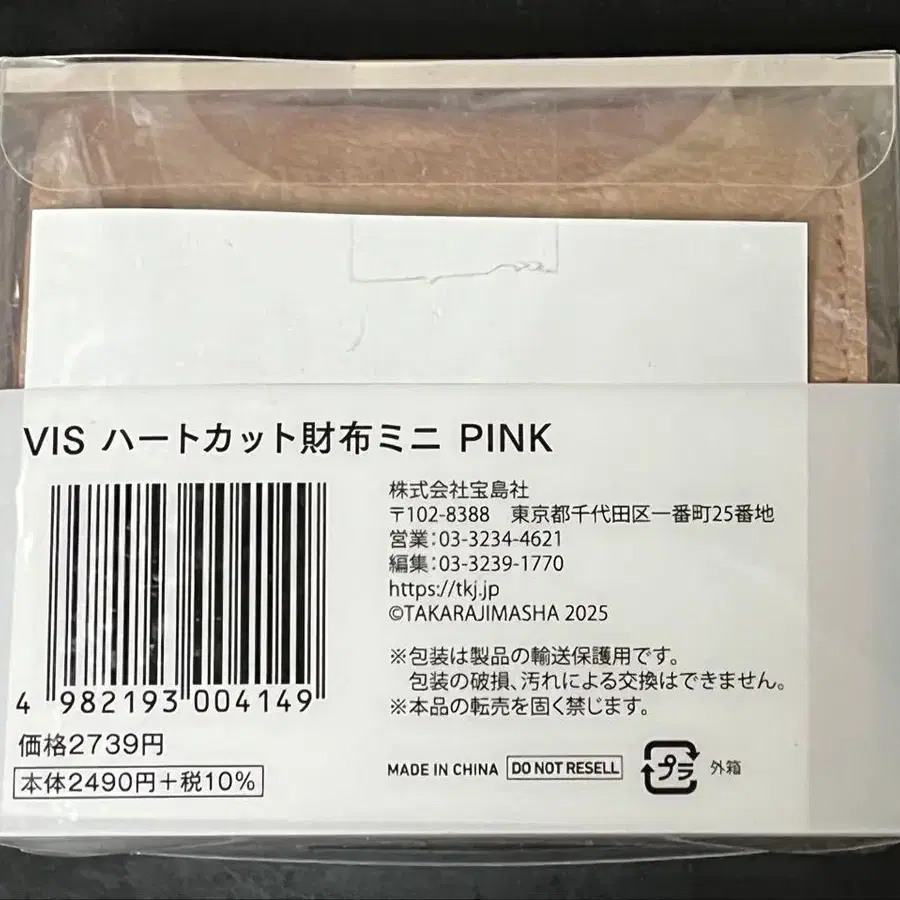 VIS ハートカット財布ミニ PINK
4 982193 004149
価格2739円
本体2490円+税10%
株式会社宝島社
〒102-8388　東京都千代田区一番町25番地
営業:03-3234-4621
編集:03-3239-1770
https://tkj.jp
©TAKARAJIMASHA 2025
※包装は製品の輸送保護用です。
包装の破損、汚れによる交換はできません。
※本品の転売を固く禁じます。
MADE IN CHINA DO NOT RESELL プラ 外箱